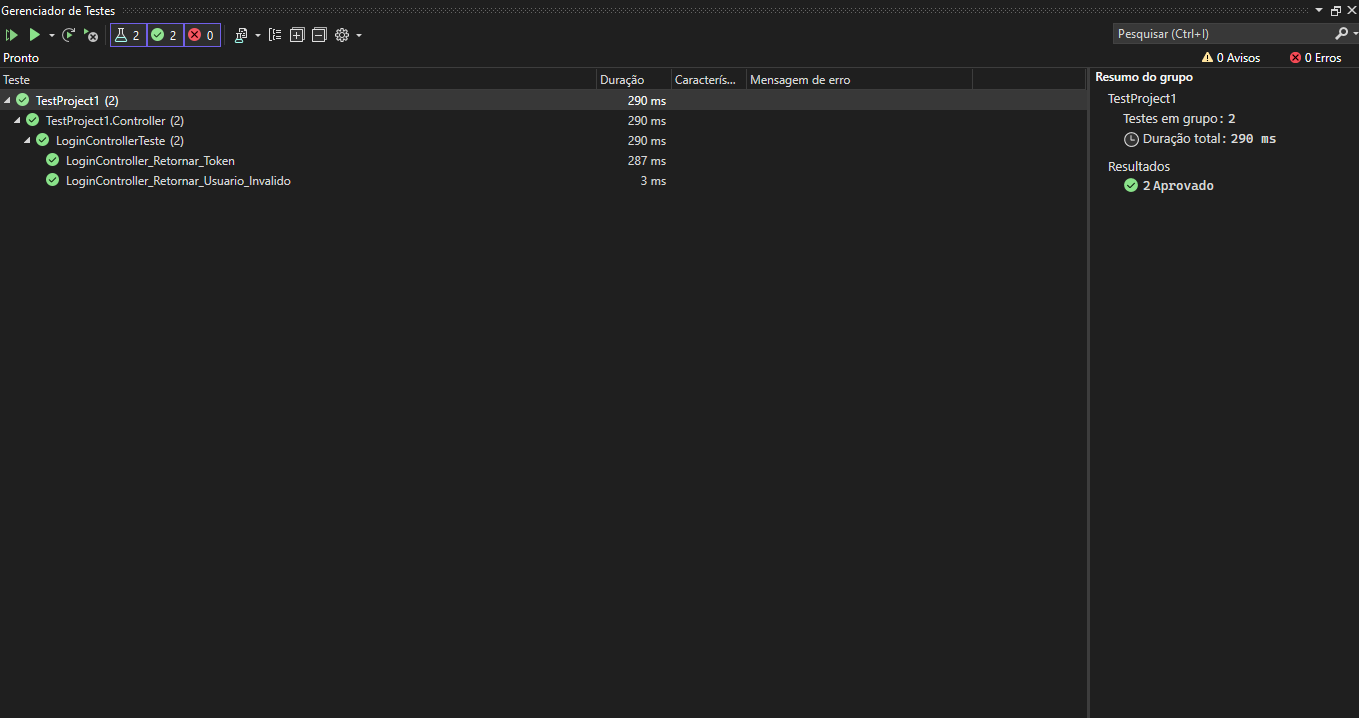 Gerenciador de Testes
2 2 0
Pesquisar (Ctrl+I)
Pronto
0 Avisos 0 Erros
Teste Duração Caracterís... Mensagem de erro
TestProject1 (2) 290 ms
TestProject1.Controller (2) 290 ms
LoginControllerTeste (2) 290 ms
LoginController_Retornar_Token 287 ms
LoginController_Retornar_Usuario_Invalido 3 ms
Resumo do grupo
TestProject1
Testes em grupo: 2
Duração total: 290 ms
Resultados
2 Aprovado